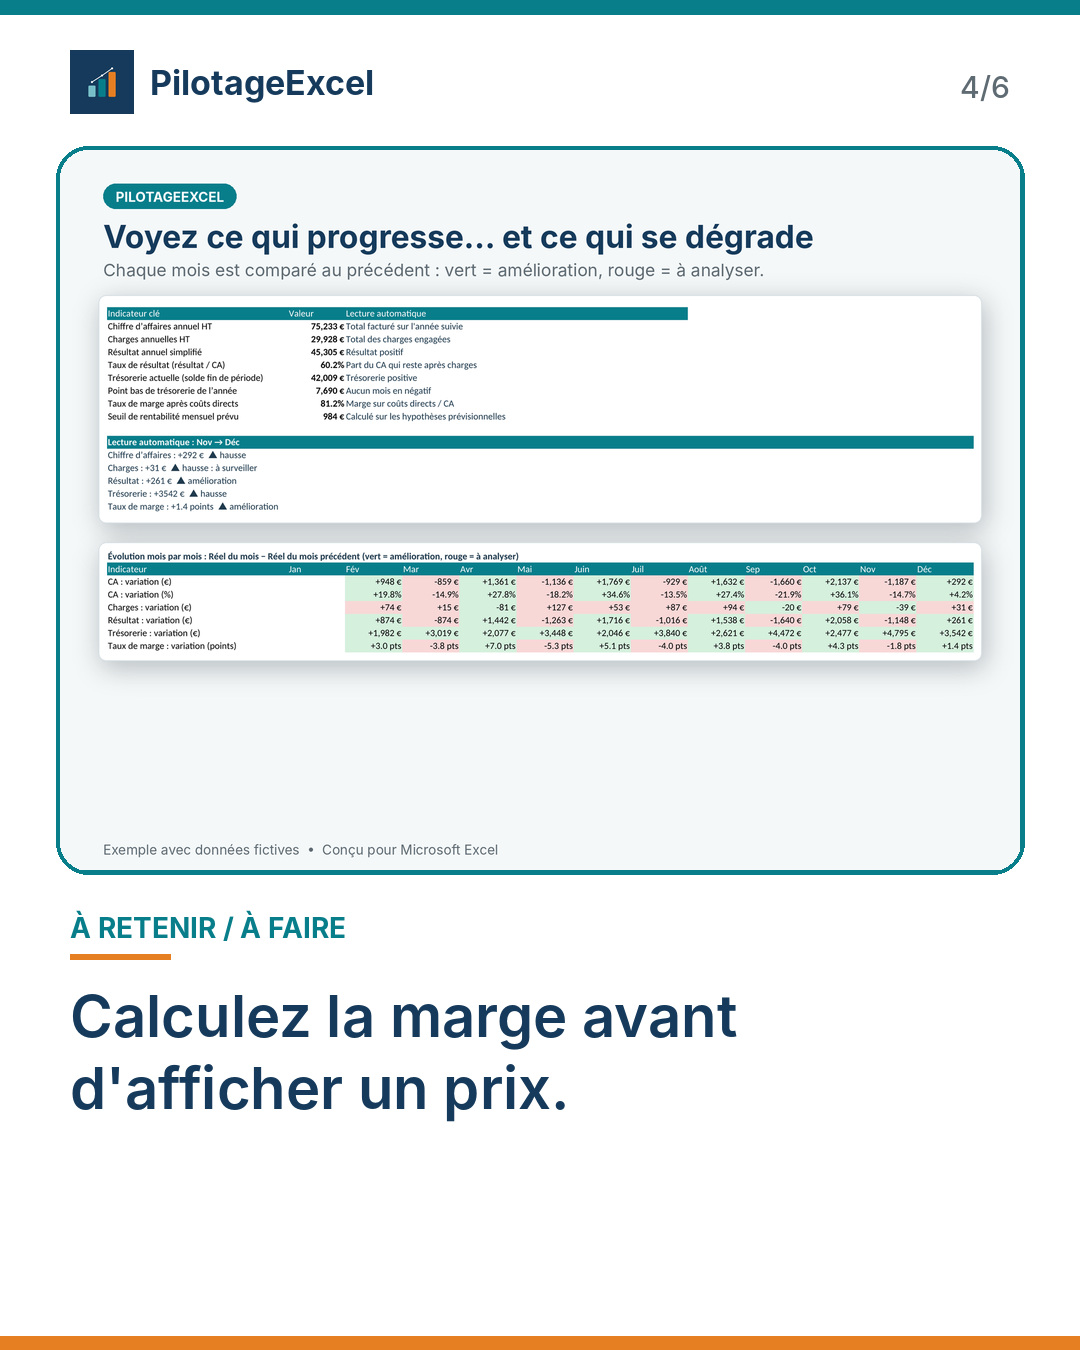 PilotageExcel
4/6
PILOTAGEEXCEL
Voyez ce qui progresse... et ce qui se dégrade
Chaque mois est comparé au précédent : vert = amélioration, rouge = à analyser.
Indicateur clé Valeur Lecture automatique
Chiffre d'affaires annuel HT 75,233 € Total facturé sur l'année suivie
Charges annuelles HT 29,928 € Total des charges engagées
Résultat annuel simplifié 45,305 € Résultat positif
Taux de résultat (résultat / CA) 60.2% Part du CA qui reste après charges
Trésorerie actuelle (solde fin de période) 42,009 € Trésorerie positive
Point bas de trésorerie de l'année 7,690 € Aucun mois en négatif
Taux de marge après coûts directs 81.2% Marge sur coûts directs / CA
Seuil de rentabilité mensuel prévu 984 € Calculé sur les hypothèses prévisionnelles
Lecture automatique : Nov → Déc
Chiffre d'affaires : +292 € ▲ hausse
Charges : +31 € ▲ hausse : à surveiller
Résultat : +261 € ▲ amélioration
Trésorerie : +3542 € ▲ hausse
Taux de marge : +1.4 points ▲ amélioration
Évolution mois par mois : Réel du mois − Réel du mois précédent (vert = amélioration, rouge = à analyser)
Indicateur Jan Fév Mar Avr Mai Juin Juil Août Sep Oct Nov Déc
CA : variation (€) +948 € -859 € +1,361 € -1,136 € +1,769 € -929 € +1,632 € -1,660 € +2,137 € -1,187 € +292 €
CA : variation (%) +19.8% -14.9% +27.8% -18.2% +34.6% -13.5% +27.4% -21.9% +36.1% -14.7% +4.2%
Charges : variation (€) +74 € +15 € -81 € +127 € +53 € +87 € +94 € -20 € +79 € -39 € +31 €
Résultat : variation (€) +874 € -874 € +1,442 € -1,263 € +1,716 € -1,016 € +1,538 € -1,640 € +2,058 € -1,148 € +261 €
Trésorerie : variation (€) +1,982 € +3,019 € +2,077 € +3,448 € +2,046 € +3,840 € +2,621 € +4,472 € +2,477 € +4,795 € +3,542 €
Taux de marge : variation (points) +3.0 pts -3.8 pts +7.0 pts -5.3 pts +5.1 pts -4.0 pts +3.8 pts -4.0 pts +4.3 pts -1.8 pts +1.4 pts
Exemple avec données fictives • Conçu pour Microsoft Excel
À RETENIR / À FAIRE
Calculez la marge avant
d'afficher un prix.